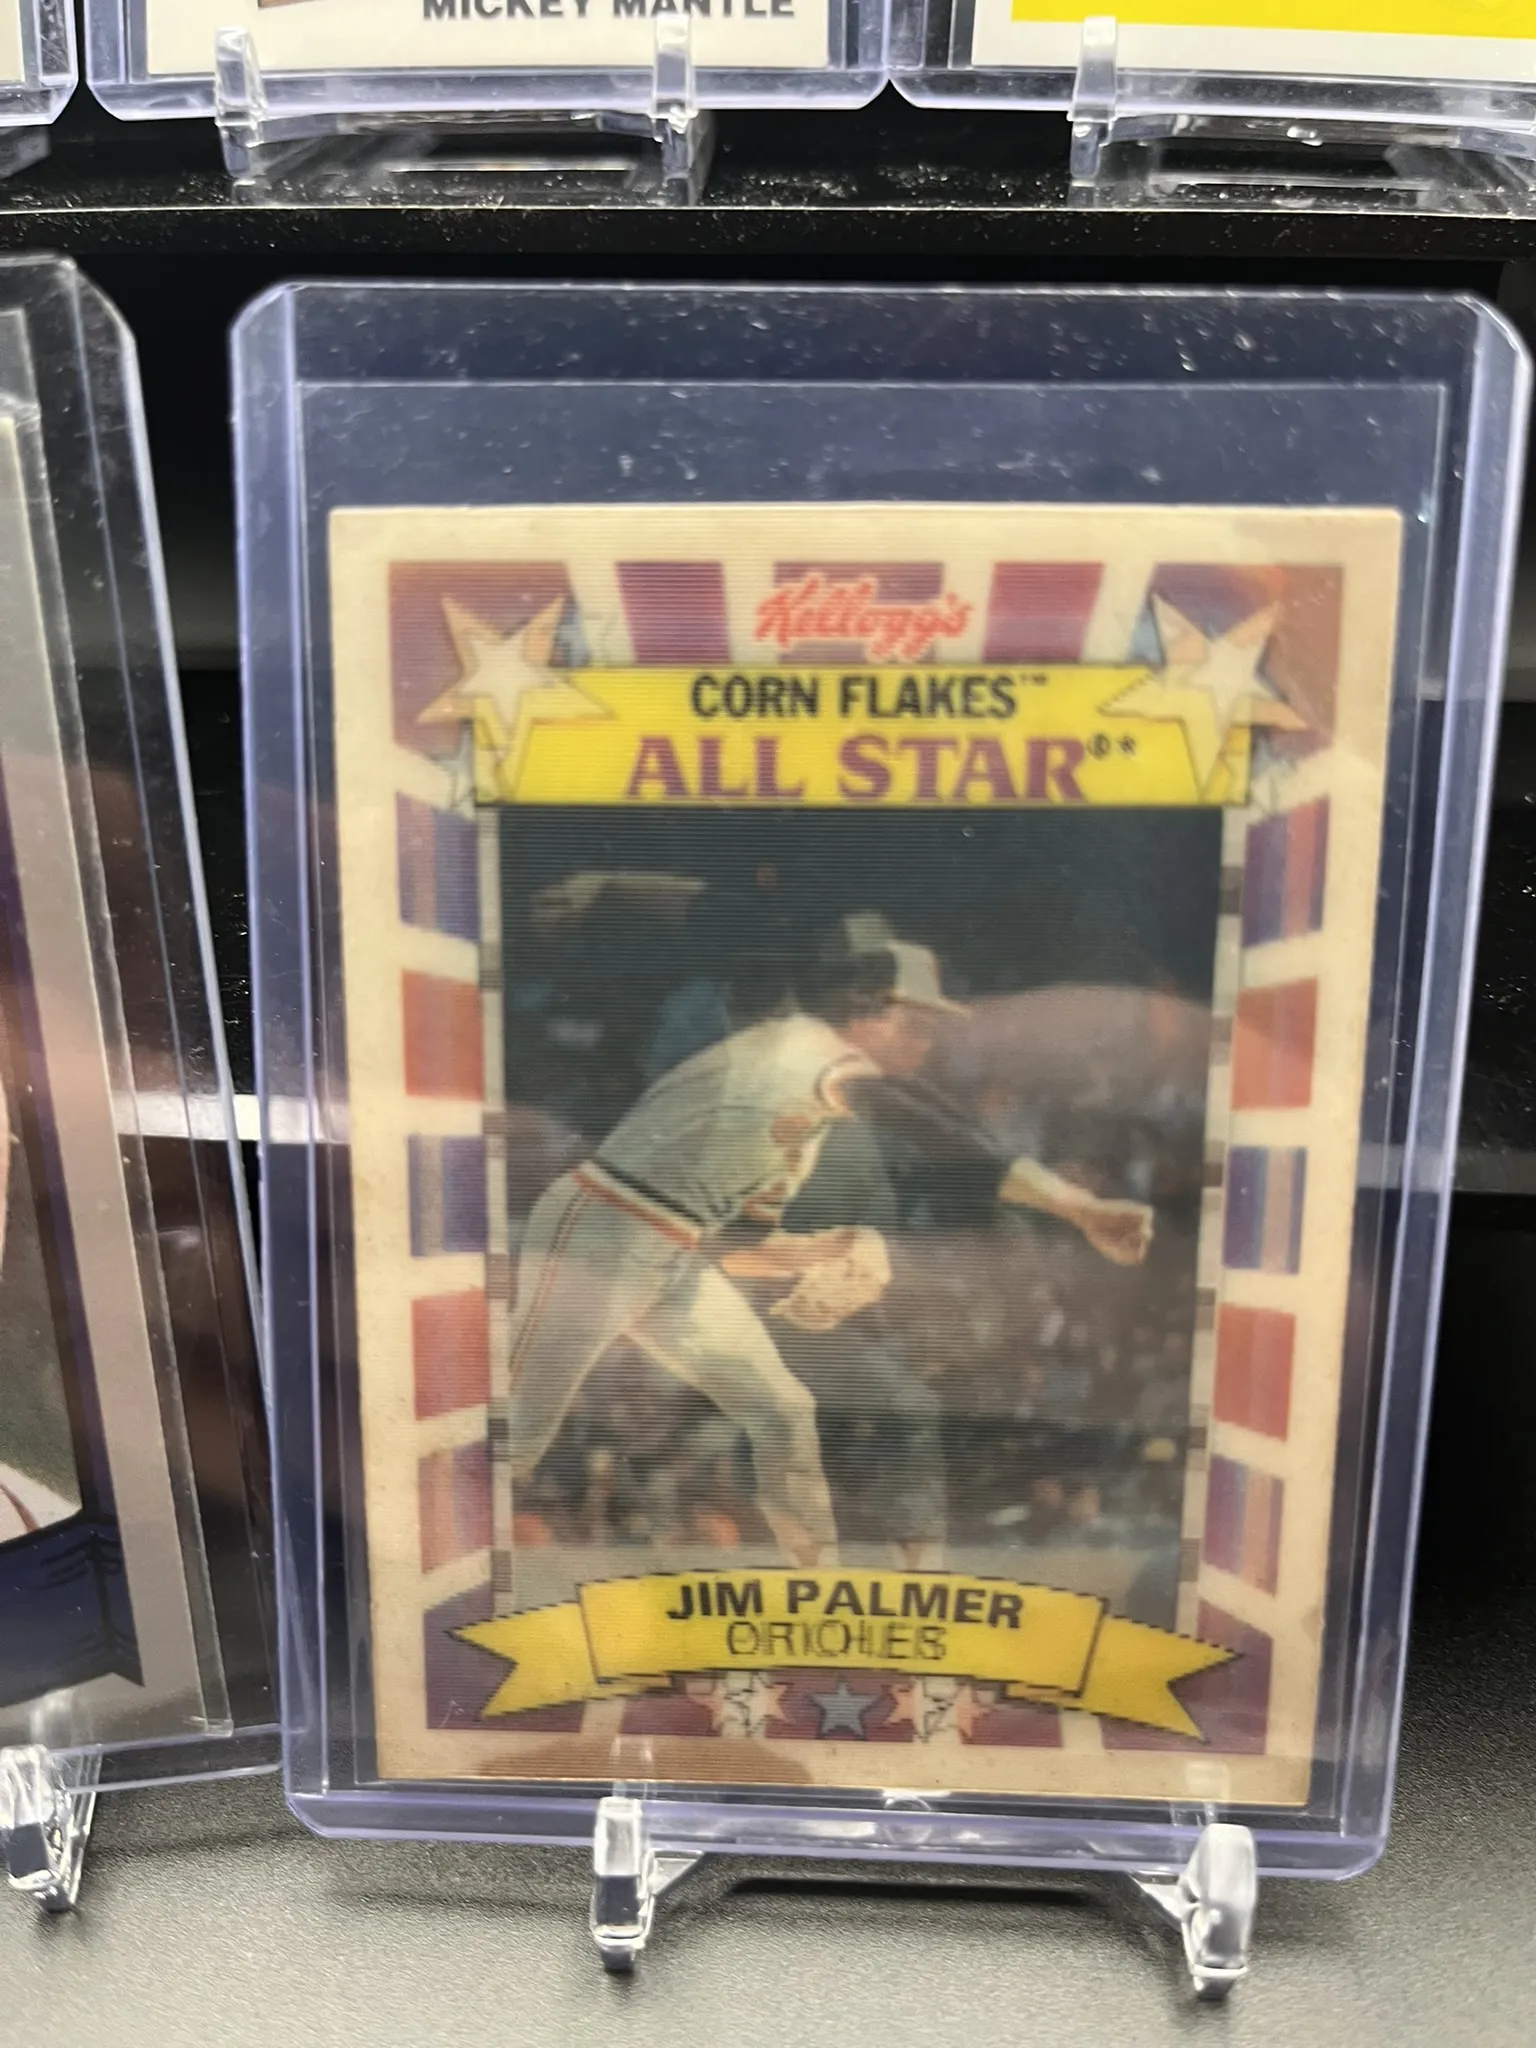 MICKEY MANTLE
Kellogg's
CORN FLAKES™
ALL STAR®*
JIM PALMER
ORIOLES